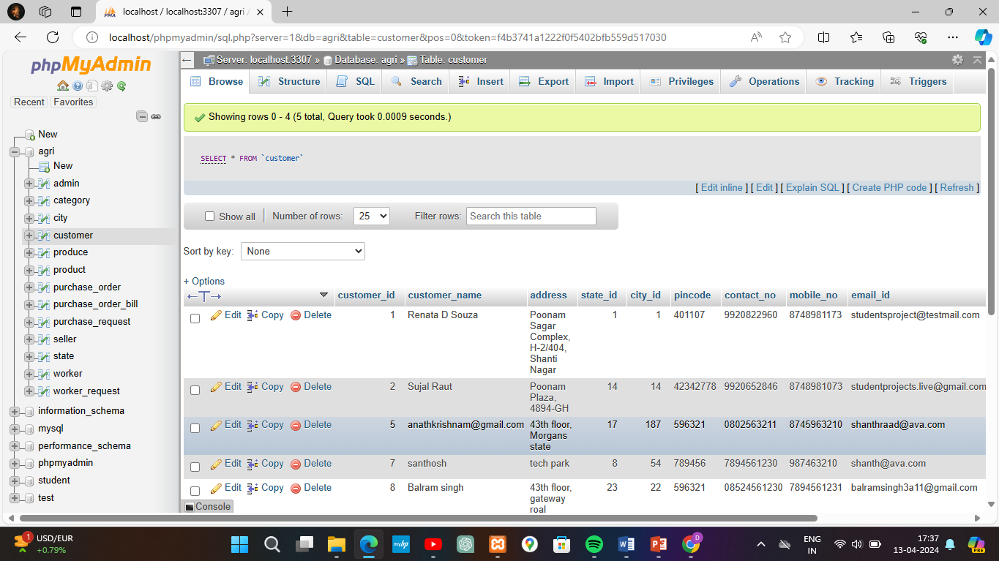 localhost / localhost:3307 / agri /
localhost/phpmyadmin/sql.php?server=1&db=agri&table=customer&pos=0&token=f4b3741a1222f0f5402bfb559d517030
phpMyAdmin
Recent Favorites
New
agri
New
admin
category
city
customer
produce
product
purchase_order
purchase_order_bill
purchase_request
seller
state
worker
worker_request
information_schema
mysql
performance_schema
phpmyadmin
student
test
Server: localhost:3307 » Database: agri » Table: customer
Browse Structure SQL Search Insert Export Import Privileges Operations Tracking Triggers
Showing rows 0 - 4 (5 total, Query took 0.0009 seconds.)
SELECT * FROM `customer`
[ Edit inline ] [ Edit ] [ Explain SQL ] [ Create PHP code ] [ Refresh ]
Show all Number of rows: 25 Filter rows: Search this table
Sort by key: None
+ Options
customer_id customer_name address state_id city_id pincode contact_no mobile_no email_id
Edit Copy Delete 1 Renata D Souza Poonam 1 1 401107 9920822960 8748981173 studentsproject@testmail.com
Sagar
Complex,
H-2/404,
Shanti
Nagar
Edit Copy Delete 2 Sujal Raut Poonam 14 14 42342778 9920652846 8748981073 studentprojects.live@gmail.com
Plaza,
4894-GH
Edit Copy Delete 5 anathkrishnam@gmail.com 43th floor, 17 187 596321 0802563211 8745963210 shanthraad@ava.com
Morgans
state
Edit Copy Delete 7 santhosh tech park 8 54 789456 7894561230 987463210 shanth@ava.com
Edit Copy Delete 8 Balram singh 43th floor, 23 22 596321 08524561230 7894561231 balramsingh3a11@gmail.com
gateway
roal
Console
1 USD/EUR
+0.79%
myhp
D
ENG
IN
17:37
13-04-2024
PRE